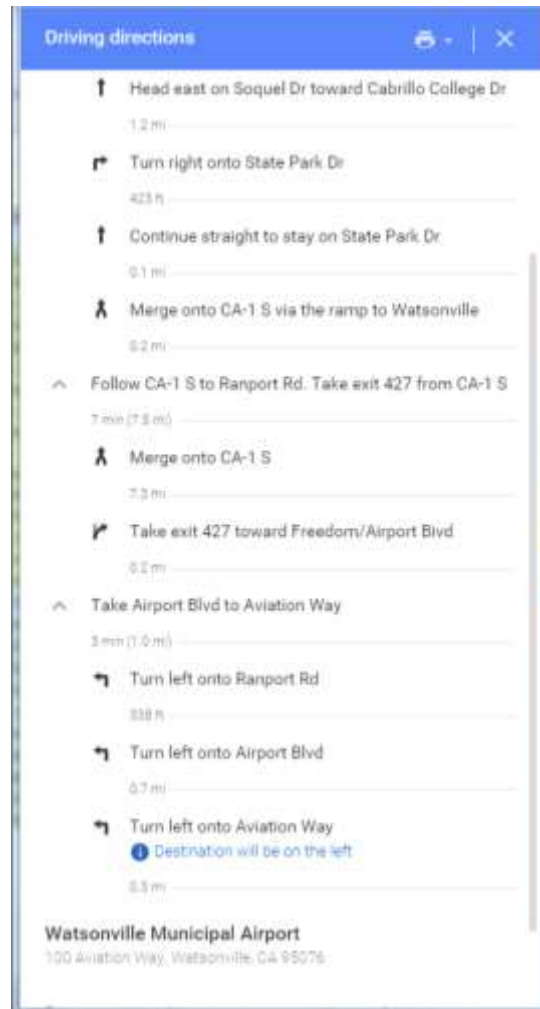 Driving directions
Head east on Soquel Dr toward Cabrillo College Dr
1.2 mi
Turn right onto State Park Dr
423 ft
Continue straight to stay on State Park Dr
0.1 mi
Merge onto CA-1 S via the ramp to Watsonville
0.2 mi
Follow CA-1 S to Ranport Rd. Take exit 427 from CA-1 S
7 min (7.5 mi)
Merge onto CA-1 S
7.3 mi
Take exit 427 toward Freedom/Airport Blvd
0.2 mi
Take Airport Blvd to Aviation Way
3 min (1.0 mi)
Turn left onto Ranport Rd
338 ft
Turn left onto Airport Blvd
0.7 mi
Turn left onto Aviation Way
Destination will be on the left
0.3 mi
Watsonville Municipal Airport
100 Aviation Way, Watsonville, CA 95076